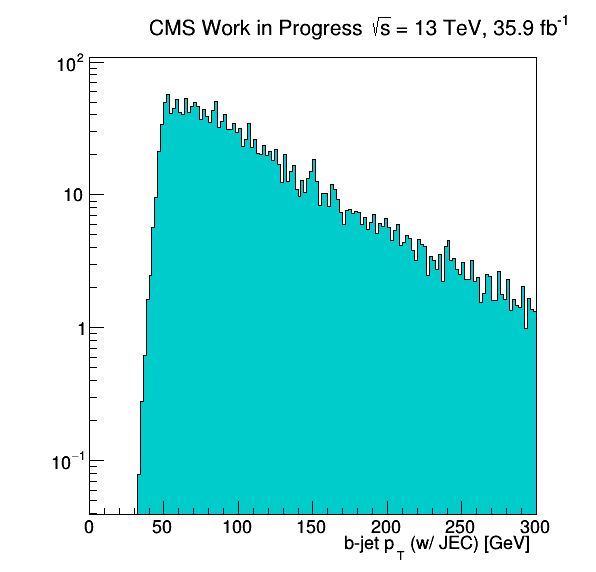 CMS Work in Progress √s = 13 TeV, 35.9 fb⁻¹
10²
10
1
10⁻¹
0 50 100 150 200 250 300
b-jet p_T (w/ JEC) [GeV]